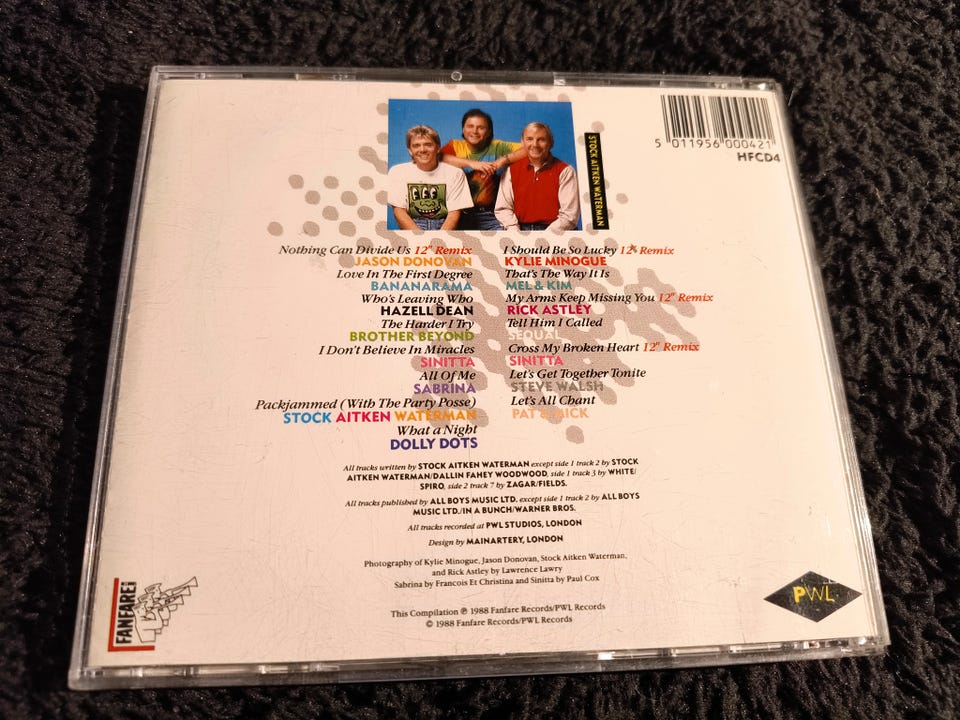 5 011956 000421
HFCD4
STOCK AITKEN WATERMAN
Nothing Can Divide Us 12" Remix
JASON DONOVAN
Love In The First Degree
BANANARAMA
Who's Leaving Who
HAZELL DEAN
The Harder I Try
BROTHER BEYOND
I Don't Believe In Miracles
SINITTA
All Of Me
SABRINA
Packjammed (With The Party Posse)
STOCK AITKEN WATERMAN
What a Night
DOLLY DOTS
I Should Be So Lucky 12" Remix
KYLIE MINOGUE
That's The Way It Is
MEL & KIM
My Arms Keep Missing You 12" Remix
RICK ASTLEY
Tell Him I Called
SEQUAL
Cross My Broken Heart 12" Remix
SINITTA
Let's Get Together Tonite
STEVE WALSH
Let's All Chant
PAT & MICK
All tracks written by STOCK AITKEN WATERMAN except side 1 track 2 by STOCK
AITKEN WATERMAN/DALLIN FAHEY WOODWOOD, side 1 track 3 by WHITE/
SPIRO, side 2 track 7 by ZAGAR/FIELDS.
All tracks published by ALL BOYS MUSIC LTD. except side 1 track 2 by ALL BOYS
MUSIC LTD./IN A BUNCH/WARNER BROS.
All tracks recorded at PWL STUDIOS, LONDON
Design by MAINARTERY, LONDON
Photography of Kylie Minogue, Jason Donovan, Stock Aitken Waterman,
and Rick Astley by Lawrence Lawry
Sabrina by Francois Et Christina and Sinitta by Paul Cox
This Compilation ℗ 1988 Fanfare Records/PWL Records
© 1988 Fanfare Records/PWL Records
FANFARE!
PWL